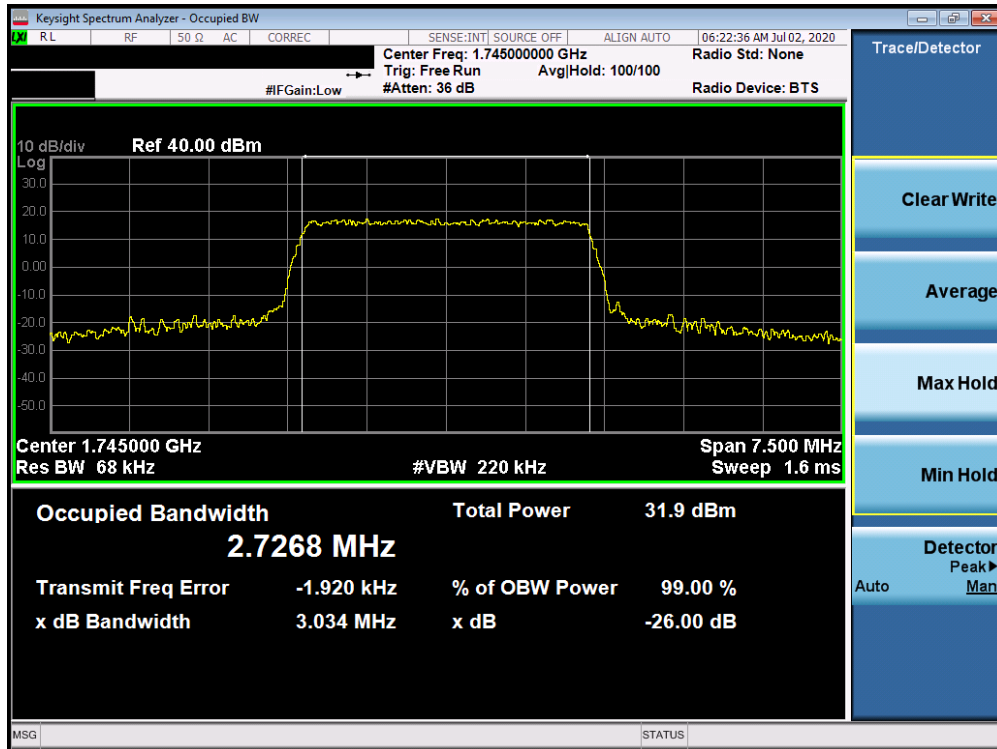 Keysight Spectrum Analyzer - Occupied BW
LXI RL RF 50 Ω AC CORREC SENSE:INT SOURCE OFF ALIGN AUTO 06:22:36 AM Jul 02, 2020
Center Freq: 1.745000000 GHz Radio Std: None
Trig: Free Run Avg|Hold: 100/100
#IFGain:Low #Atten: 36 dB Radio Device: BTS
Trace/Detector
10 dB/div Ref 40.00 dBm
Log
30.0
20.0
10.0
0.00
-10.0
-20.0
-30.0
-40.0
-50.0
Center 1.745000 GHz Span 7.500 MHz
Res BW 68 kHz #VBW 220 kHz Sweep 1.6 ms
Occupied Bandwidth Total Power 31.9 dBm
2.7268 MHz
Transmit Freq Error -1.920 kHz % of OBW Power 99.00 %
x dB Bandwidth 3.034 MHz x dB -26.00 dB
Clear Write
Average
Max Hold
Min Hold
Detector
Peak▶
Auto Man
MSG STATUS